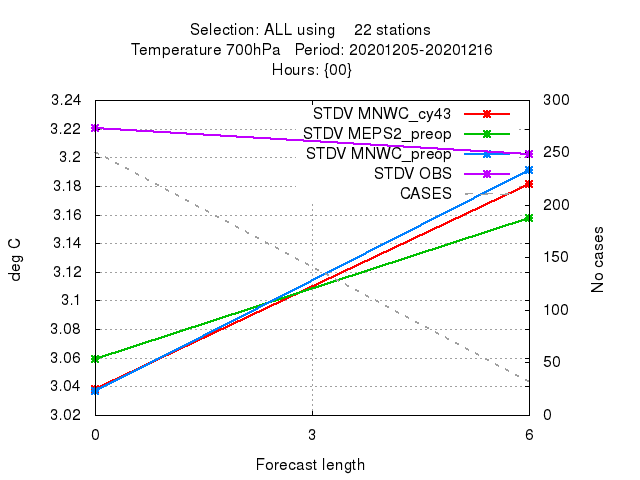 Selection: ALL using    22 stations
Temperature 700hPa   Period: 20201205-20201216
Hours: {00}
STDV MNWC_cy43
STDV MEPS2_preop
STDV MNWC_preop
STDV OBS
CASES
3.24
3.22
3.2
3.18
3.16
3.14
3.12
3.1
3.08
3.06
3.04
3.02
deg C
300
250
200
150
100
50
0
No cases
0 3 6
Forecast length